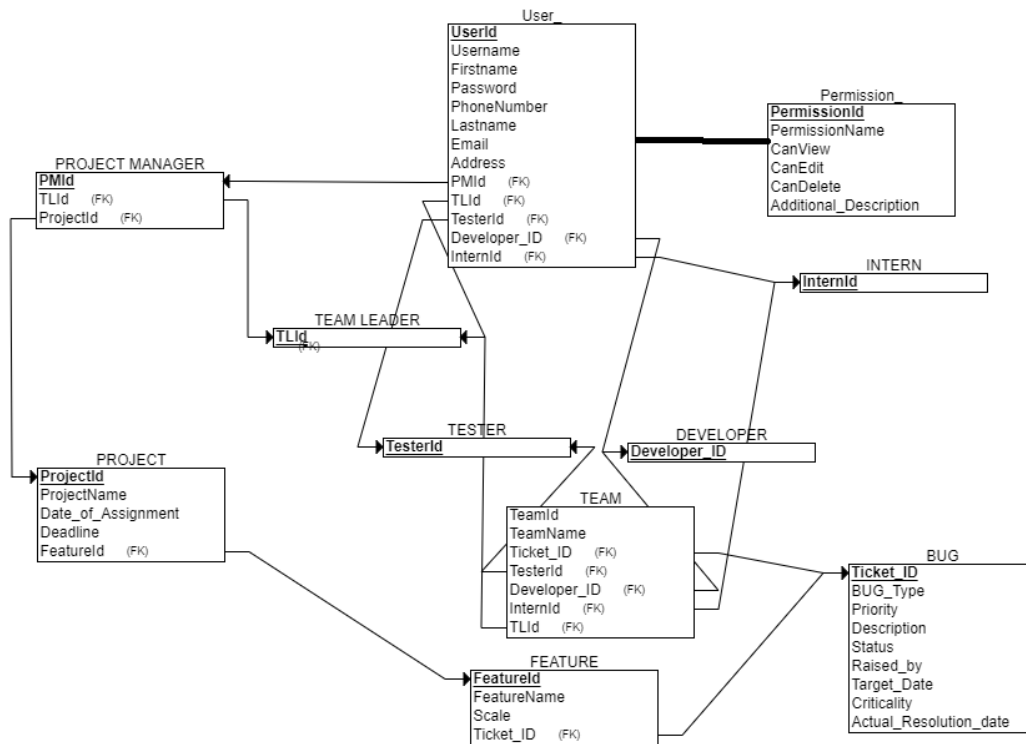 User_
UserId
Username
Firstname
Password
PhoneNumber
Lastname
Email
Address
PMId (FK)
TLId (FK)
TesterId (FK)
Developer_ID (FK)
InternId (FK)
Permission_
PermissionId
PermissionName
CanView
CanEdit
CanDelete
Additional_Description
PROJECT MANAGER
PMId
TLId (FK)
ProjectId (FK)
INTERN
InternId
TEAM LEADER
TLId
(FK)
TESTER
TesterId
DEVELOPER
Developer_ID
PROJECT
ProjectId
ProjectName
Date_of_Assignment
Deadline
FeatureId (FK)
TEAM
TeamId
TeamName
Ticket_ID (FK)
TesterId (FK)
Developer_ID (FK)
InternId (FK)
TLId (FK)
BUG
Ticket_ID
BUG_Type
Priority
Description
Status
Raised_by
Target_Date
Criticality
Actual_Resolution_date
FEATURE
FeatureId
FeatureName
Scale
Ticket_ID (FK)